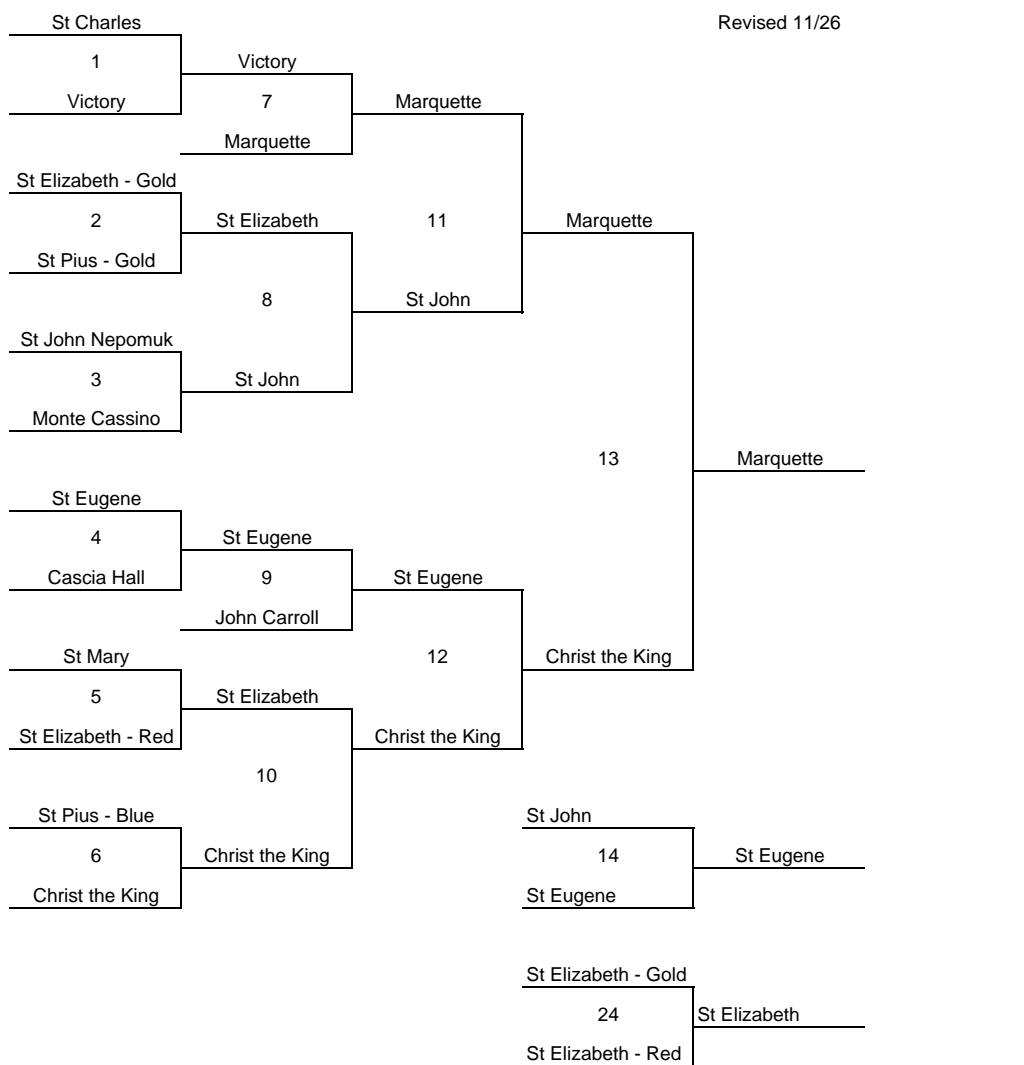 St Charles
Revised 11/26
1
Victory
Victory
7
Marquette
Marquette
St Elizabeth - Gold
2
St Elizabeth
11
Marquette
St Pius - Gold
8
St John
St John Nepomuk
3
St John
Monte Cassino
13
Marquette
St Eugene
4
St Eugene
Cascia Hall
9
St Eugene
John Carroll
St Mary
12
Christ the King
5
St Elizabeth
St Elizabeth - Red
Christ the King
10
St Pius - Blue
St John
6
Christ the King
14
St Eugene
Christ the King
St Eugene
St Elizabeth - Gold
24
St Elizabeth
St Elizabeth - Red